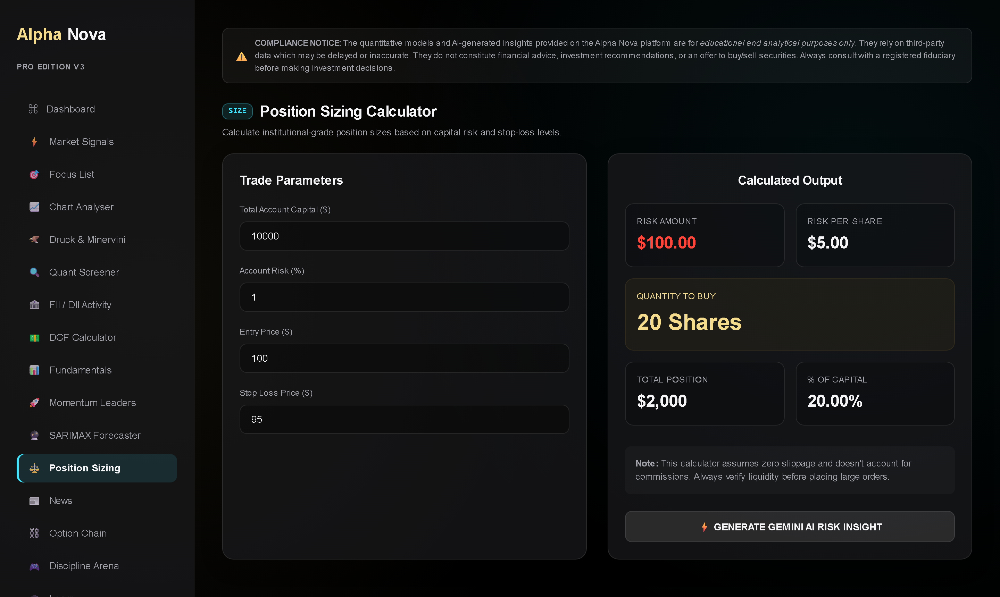 Alpha Nova
PRO EDITION V3
Dashboard
Market Signals
Focus List
Chart Analyser
Druck & Minervini
Quant Screener
FII / DII Activity
DCF Calculator
Fundamentals
Momentum Leaders
SARIMAX Forecaster
Position Sizing
News
Option Chain
Discipline Arena
COMPLIANCE NOTICE: The quantitative models and AI-generated insights provided on the Alpha Nova platform are for educational and analytical purposes only. They rely on third-party
data which may be delayed or inaccurate. They do not constitute financial advice, investment recommendations, or an offer to buy/sell securities. Always consult with a registered fiduciary
before making investment decisions.
SIZE Position Sizing Calculator
Calculate institutional-grade position sizes based on capital risk and stop-loss levels.
Trade Parameters
Total Account Capital ($)
10000
Account Risk (%)
1
Entry Price ($)
100
Stop Loss Price ($)
95
Calculated Output
RISK AMOUNT
$100.00
RISK PER SHARE
$5.00
QUANTITY TO BUY
20 Shares
TOTAL POSITION
$2,000
% OF CAPITAL
20.00%
Note: This calculator assumes zero slippage and doesn't account for
commissions. Always verify liquidity before placing large orders.
GENERATE GEMINI AI RISK INSIGHT